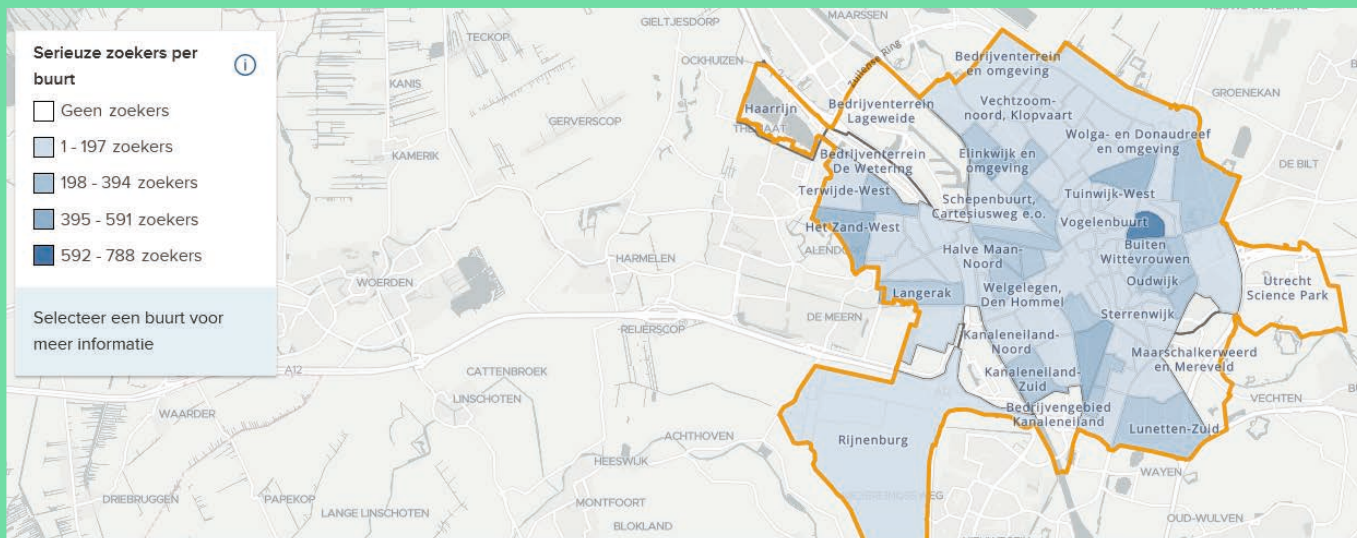 Serieuze zoekers per
buurt
Geen zoekers
1 - 197 zoekers
198 - 394 zoekers
395 - 591 zoekers
592 - 788 zoekers
Selecteer een buurt voor
meer informatie
GIELTJESDORP
MAARSSEN
TECKOP
OCKHUIZEN
Zuilense Ring
Bedrijventerrein
en omgeving
KANIS
GROENEKAN
Haarrijn
Bedrijventerrein
Lageweide
Vechtzoom-
noord, Klopvaart
GERVERSCOP
Wolga- en Donaudreef
en omgeving
KAMERIK
Bedrijventerrein
De Wetering
Elinkwijk en
omgeving
DE BILT
Terwijde-West
Tuinwijk-West
Schepenbuurt,
Cartesiusweg e.o.
Vogelenbuurt
Het Zand-West
HARMELEN
Halve Maan-
Noord
Buiten
Wittevrouwen
WOERDEN
Oudwijk
Utrecht
Science Park
Langerak
Welgelegen,
Den Hommel
DE MEERN
Sterrenwijk
REIJERSCOP
Kanaleneiland-
Noord
Maarschalkerweerd
en Mereveld
A12
CATTENBROEK
Kanaleneiland-
Zuid
LINSCHOTEN
VECHTEN
WAARDER
Bedrijvengebied
Kanaleneiland
Lunetten-Zuid
ACHTHOVEN
Rijnenburg
HEESWIJK
WAYEN
DRIEBRUGGEN
PAPEKOP
MONTFOORT
LANGE LINSCHOTEN
OUD-WULVEN
BLOKLAND